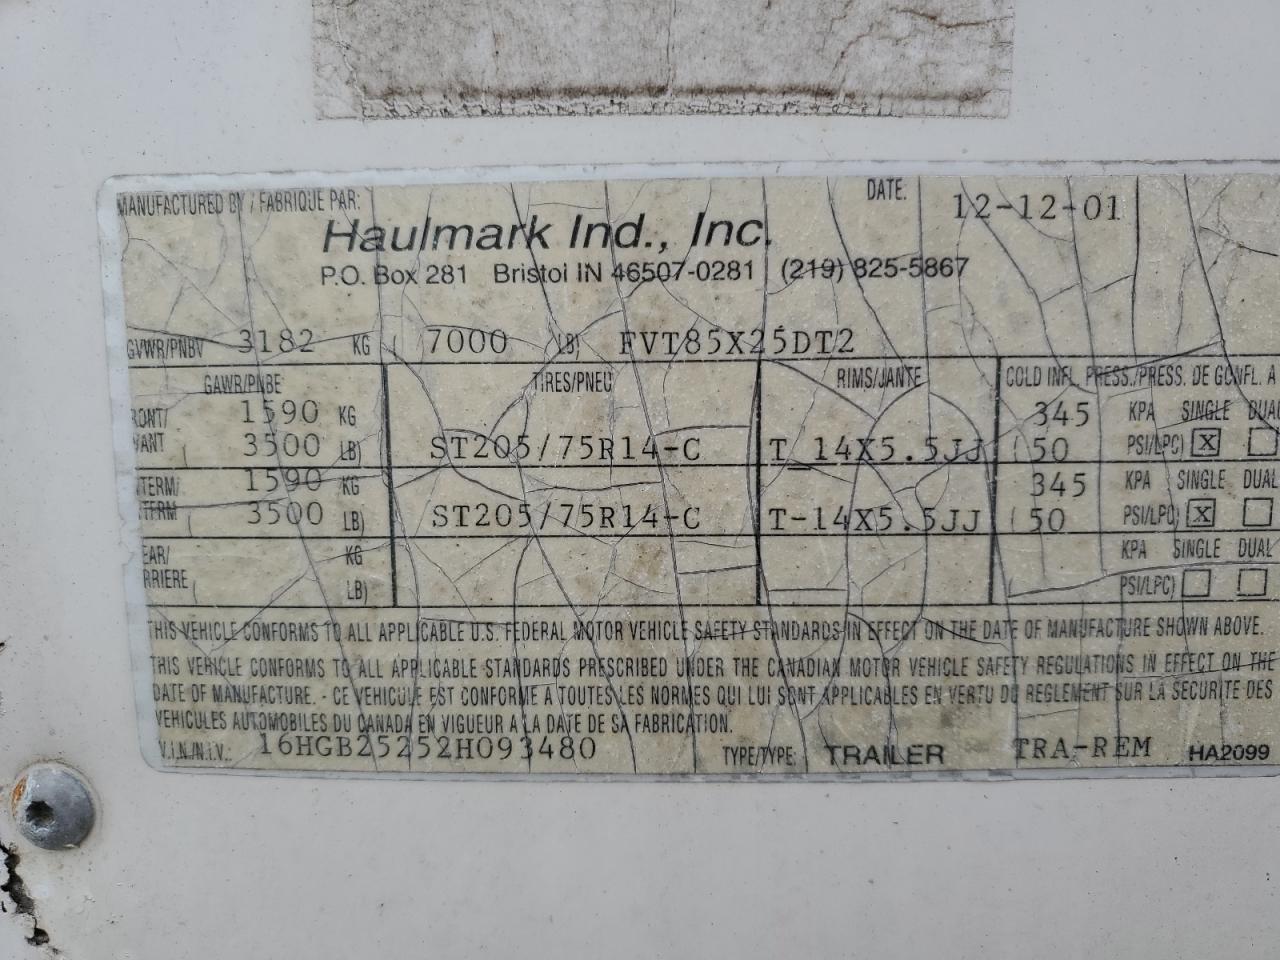 MANUFACTURED BY / FABRIQUE PAR: DATE. 12-12-01
Haulmark Ind., Inc.
P.O. Box 281 Bristol IN 46507-0281 (219) 825-5867
GVWR/PNBV 3182 KG ( 7000 LB) FVT85X25DT2
GAWR/PNBE TIRES/PNEU RIMS/JANTE COLD INFL. PRESS./PRESS. DE GONFL. A
RONT/ 1590 KG 345 KPA SINGLE DUAL
VANT 3500 LB) ST205/75R14-C T 14X5.5JJ (50 PSI/LPC) X
NTERM/ 1590 KG 345 KPA SINGLE DUAL
NTERM 3500 LB) ST205/75R14-C T-14X5.5JJ (50 PSI/LPC) X
EAR/ KG KPA SINGLE DUAL
RRIERE ( LB) ( PSI/LPC)
THIS VEHICLE CONFORMS TO ALL APPLICABLE U.S. FEDERAL MOTOR VEHICLE SAFETY STANDARDS IN EFFECT ON THE DATE OF MANUFACTURE SHOWN ABOVE.
THIS VEHICLE CONFORMS TO ALL APPLICABLE STANDARDS PRESCRIBED UNDER THE CANADIAN MOTOR VEHICLE SAFETY REGULATIONS IN EFFECT ON THE
DATE OF MANUFACTURE. - CE VEHICULE EST CONFORME A TOUTES LES NORMES QUI LUI SONT APPLICABLES EN VERTU DU REGLEMENT SUR LA SECURITE DES
VEHICULES AUTOMOBILES DU CANADA EN VIGUEUR A LA DATE DE SA FABRICATION.
V.I.N./N.I.V.: 16HGB25252H093480 TYPE/TYPE: TRAILER TRA-REM HA2099